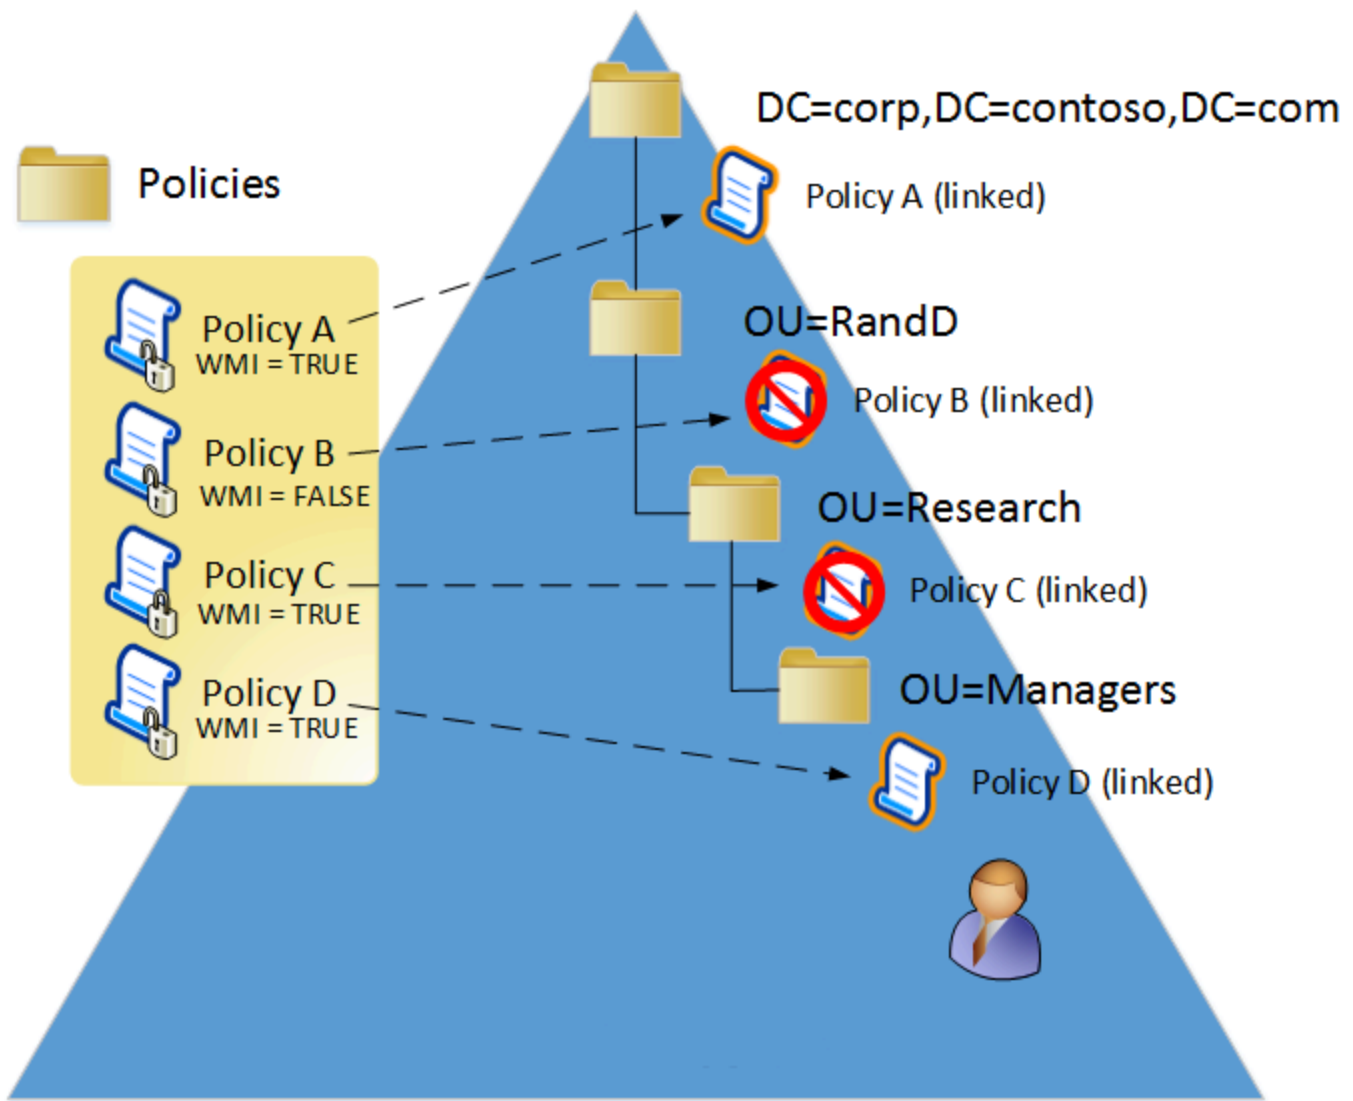 DC=corp,DC=contoso,DC=com
Policies
Policy A (linked)
Policy A
WMI = TRUE
OU=RandD
Policy B (linked)
Policy B
WMI = FALSE
OU=Research
Policy C
WMI = TRUE
Policy C (linked)
OU=Managers
Policy D
WMI = TRUE
Policy D (linked)